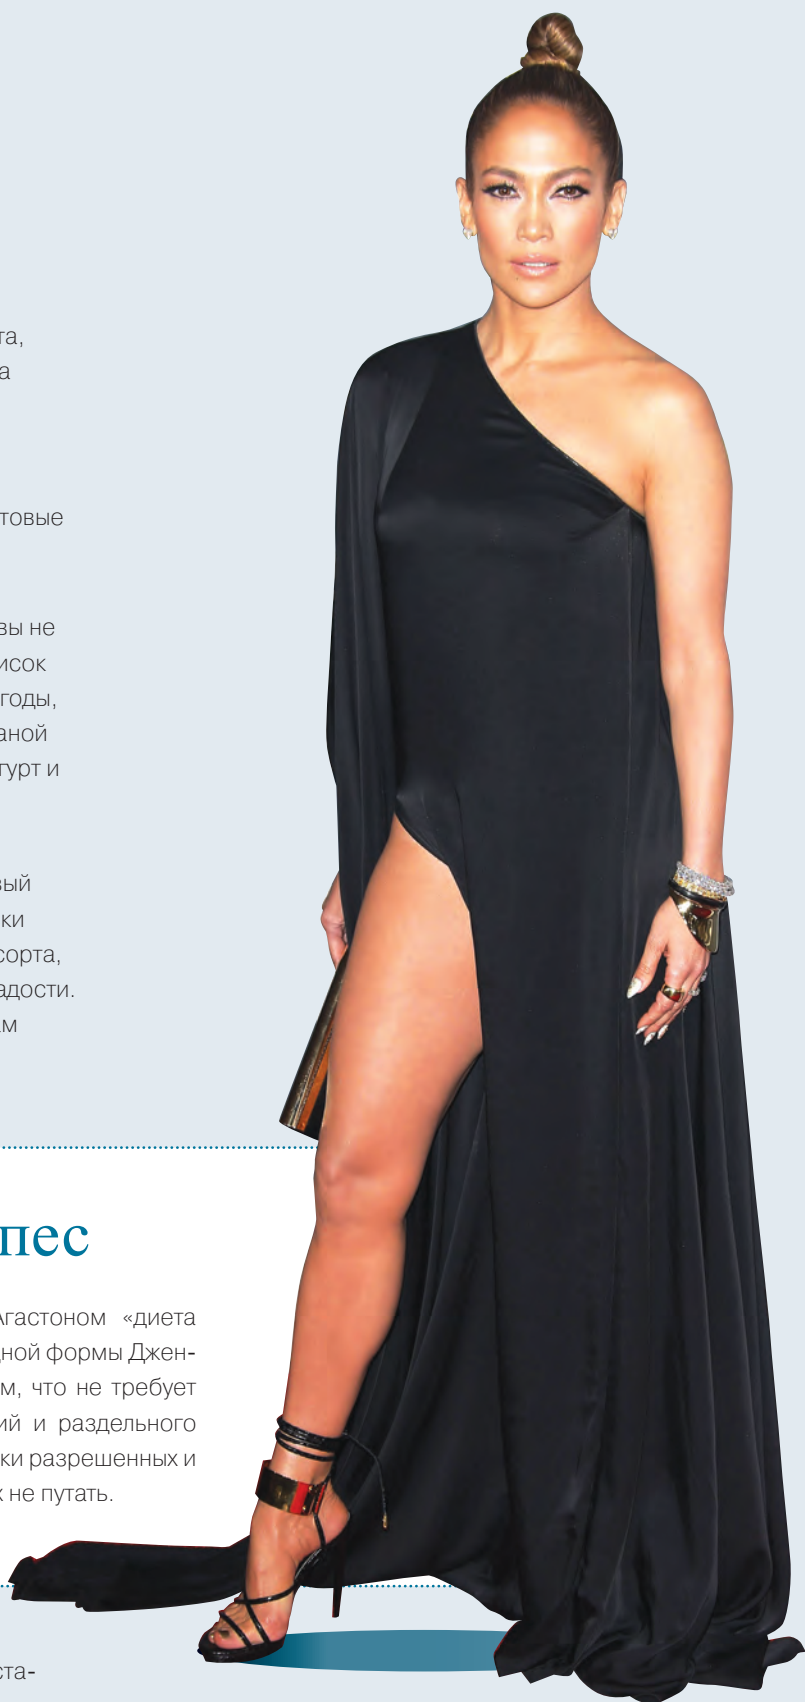 та,
а
товые
вы не
исок
годы,
аной
гурт и
вый
ки
сорта,
адости.
ам
пес
Агастоном «диета
дной формы Джен-
м, что не требует
ий и раздельного
ки разрешенных и
х не путать.
ста-